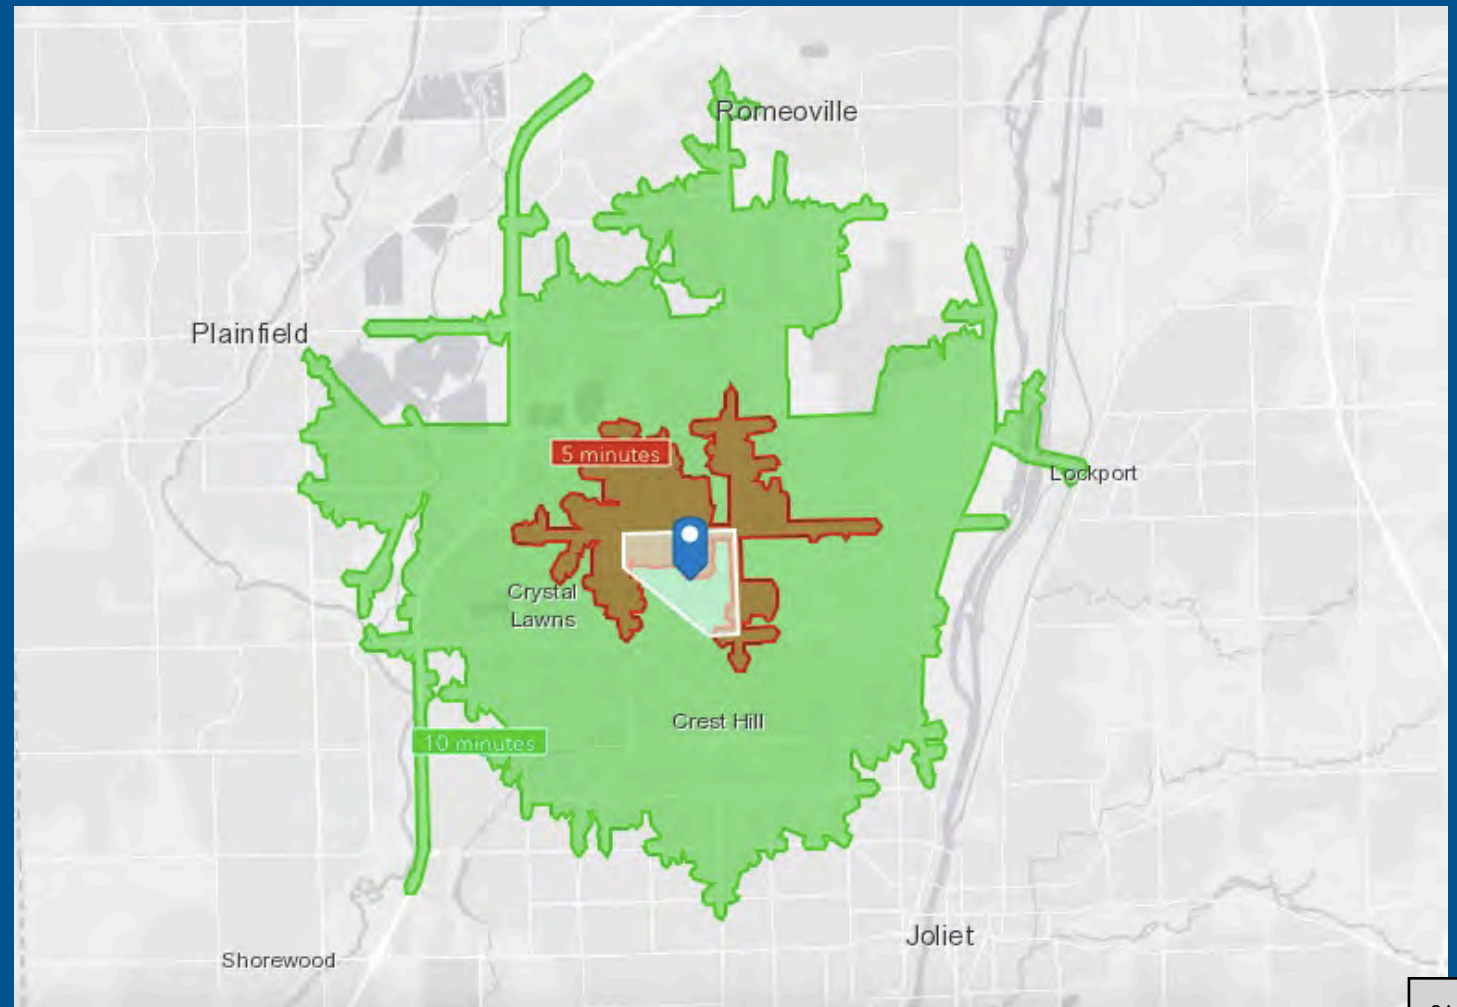 Romeoville
Plainfield
5 minutes
Lockport
Crystal
Lawns
Crest Hill
10 minutes
Joliet
Shorewood